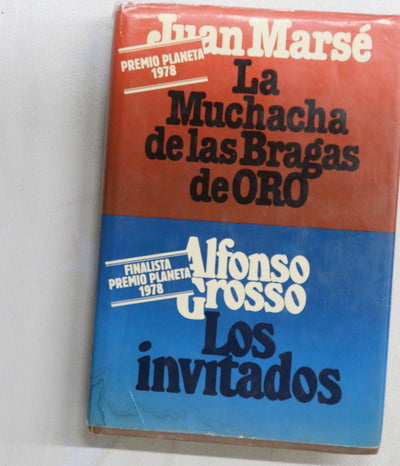 Juan Marsé
PREMIO PLANETA
1978
La
Muchacha
de las Bragas
de ORO
Alfonso
Grosso
FINALISTA
PREMIO PLANETA
1978
Los
invitados